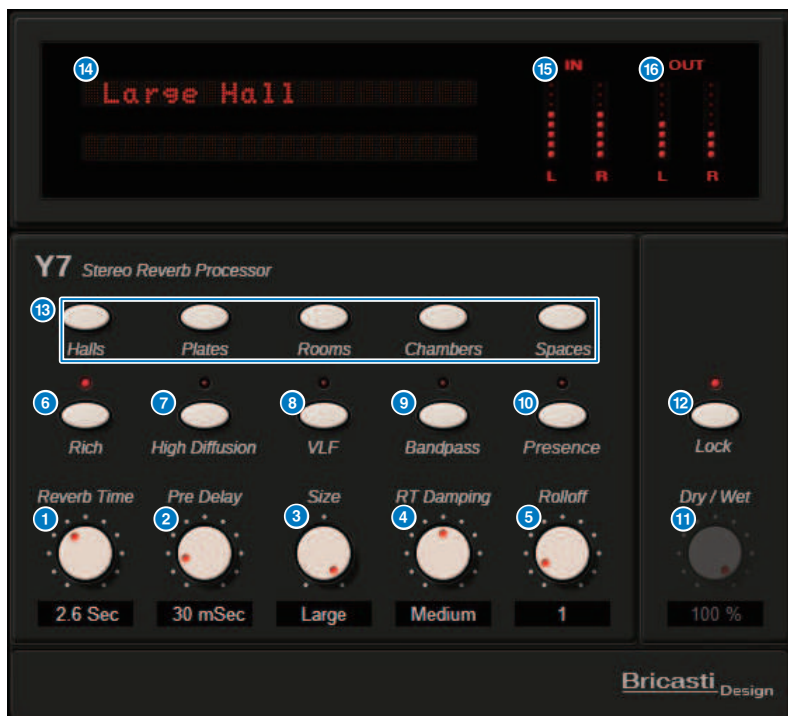 14
15 IN
16 OUT
Large Hall
L R L R
Y7 Stereo Reverb Processor
13
Halls Plates Rooms Chambers Spaces
6 7 8 9 10 12
Rich High Diffusion VLF Bandpass Presence Lock
Reverb Time Pre Delay Size RT Damping Rolloff Dry / Wet
1 2 3 4 5 11
2.6 Sec 30 mSec Large Medium 1 100 %
Bricasti Design